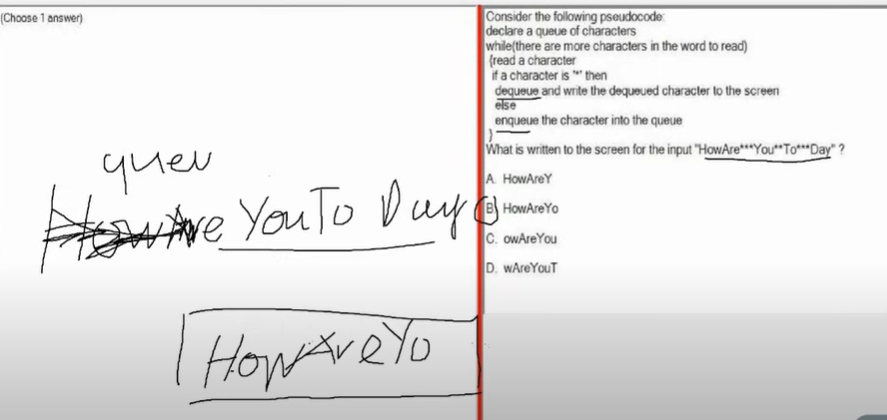 (Choose 1 answer)
Consider the following pseudocode:
declare a queue of characters
while(there are more characters in the word to read)
{read a character
if a character is '*' then
dequeue and write the dequeued character to the screen
else
enqueue the character into the queue
}
What is written to the screen for the input "HowAre***You**To***Day" ?
A. HowAreY
B. HowAreYo
C. owAreYou
D. wAreYouT
queu
HowAre YouTo Day
HowAreYo